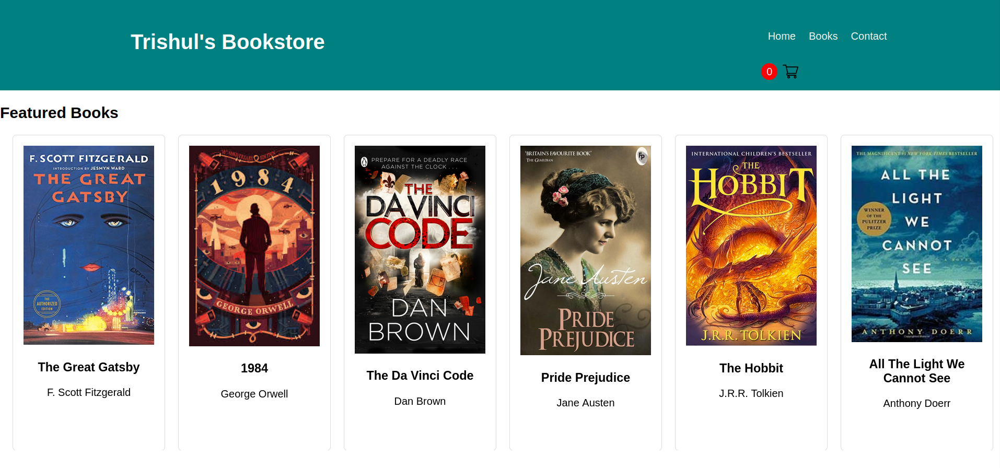 Trishul's Bookstore
Home Books Contact
0
Featured Books
F. SCOTT FITZGERALD
INTRODUCTION BY JESMYN WARD
THE GREAT
GATSBY
THE
AUTHORIZED
EDITION
The Great Gatsby
F. Scott Fitzgerald
ANNIVERSARY EDITION
1984
GEORGE ORWELL
1984
George Orwell
PREPARE FOR A DEADLY RACE
AGAINST THE CLOCK . . .
THE
DA VINCI
CODE
DAN
BROWN
The Da Vinci Code
Dan Brown
'BRITAIN'S FAVOURITE BOOK'
THE GUARDIAN
FP
Jane Austen
PRIDE
PREJUDICE
Pride Prejudice
Jane Austen
INTERNATIONAL CHILDREN'S BESTSELLER
THE
HOBBIT
J.R.R. TOLKIEN
The Hobbit
J.R.R. Tolkien
THE MAGNIFICENT #1 NEW YORK TIMES BESTSELLER
ALL THE
LIGHT
WE
CANNOT
SEE
WINNER
OF THE
PULITZER
PRIZE
A NOVEL
ANTHONY DOERR
All The Light We
Cannot See
Anthony Doerr